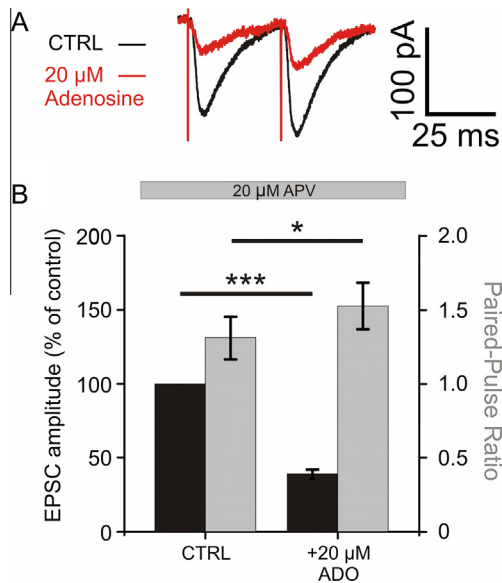 A
CTRL
20 µM
Adenosine
100 pA
25 ms
B
20 µM APV
200
150
100
50
0
EPSC amplitude (% of control)
***
*
2.0
1.5
1.0
0.5
0
Paired-Pulse Ratio
CTRL
+20 µM
ADO